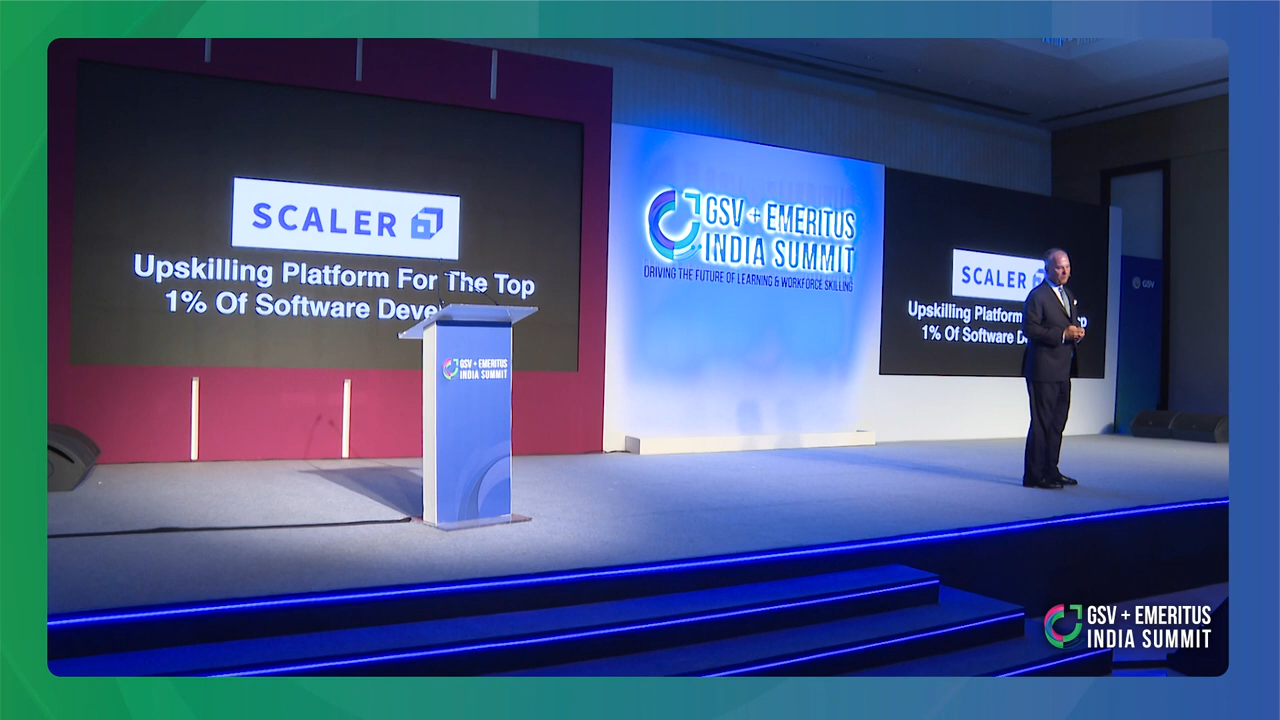 SCALER
Upskilling Platform For The Top
1% Of Software Deve
GSV + EMERITUS
INDIA SUMMIT
DRIVING THE FUTURE OF LEARNING & WORKFORCE SKILLING
SCALER
Upskilling Platform
1% Of Software D
GSV
GSV + EMERITUS
INDIA SUMMIT
GSV + EMERITUS
INDIA SUMMIT